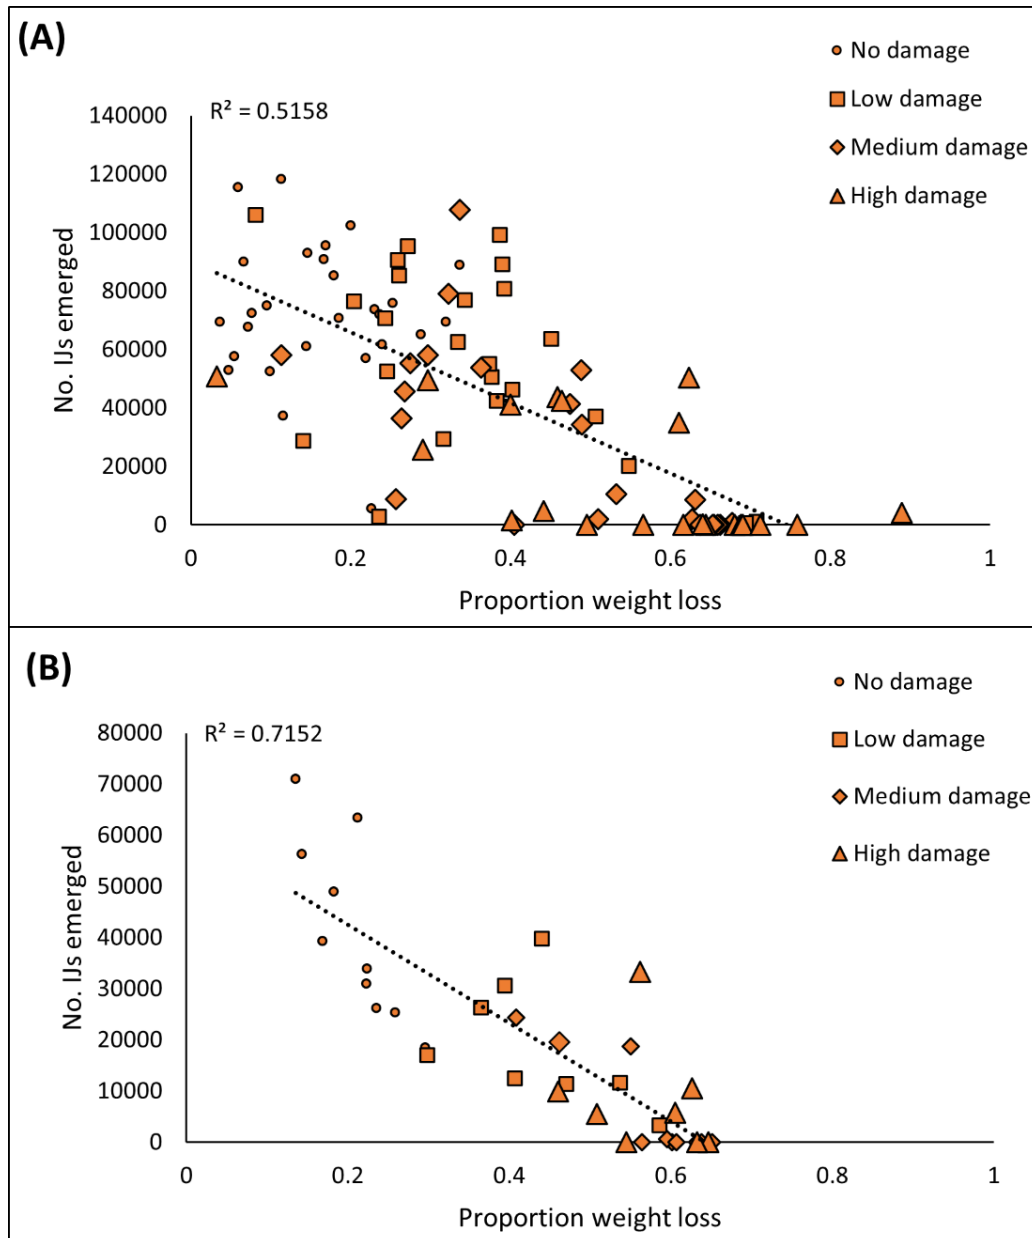 (A)
No damage
Low damage
Medium damage
High damage
R² = 0.5158
140000
120000
100000
80000
60000
40000
20000
0
No. IJs emerged
0 0.2 0.4 0.6 0.8 1
Proportion weight loss
(B)
No damage
Low damage
Medium damage
High damage
R² = 0.7152
80000
70000
60000
50000
40000
30000
20000
10000
0
No. IJs emerged
0 0.2 0.4 0.6 0.8 1
Proportion weight loss